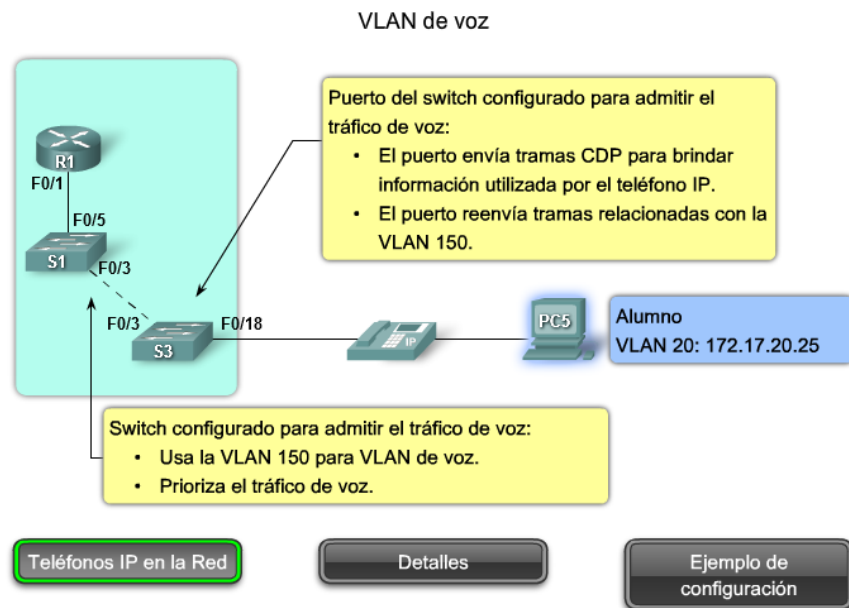 VLAN de voz
Puerto del switch configurado para admitir el
tráfico de voz:
• El puerto envía tramas CDP para brindar
información utilizada por el teléfono IP.
• El puerto reenvía tramas relacionadas con la
VLAN 150.
R1
F0/1
F0/5
S1
F0/3
F0/3
S3
F0/18
IP
PC5
Alumno
VLAN 20: 172.17.20.25
Switch configurado para admitir el tráfico de voz:
• Usa la VLAN 150 para VLAN de voz.
• Prioriza el tráfico de voz.
Teléfonos IP en la Red
Detalles
Ejemplo de
configuración